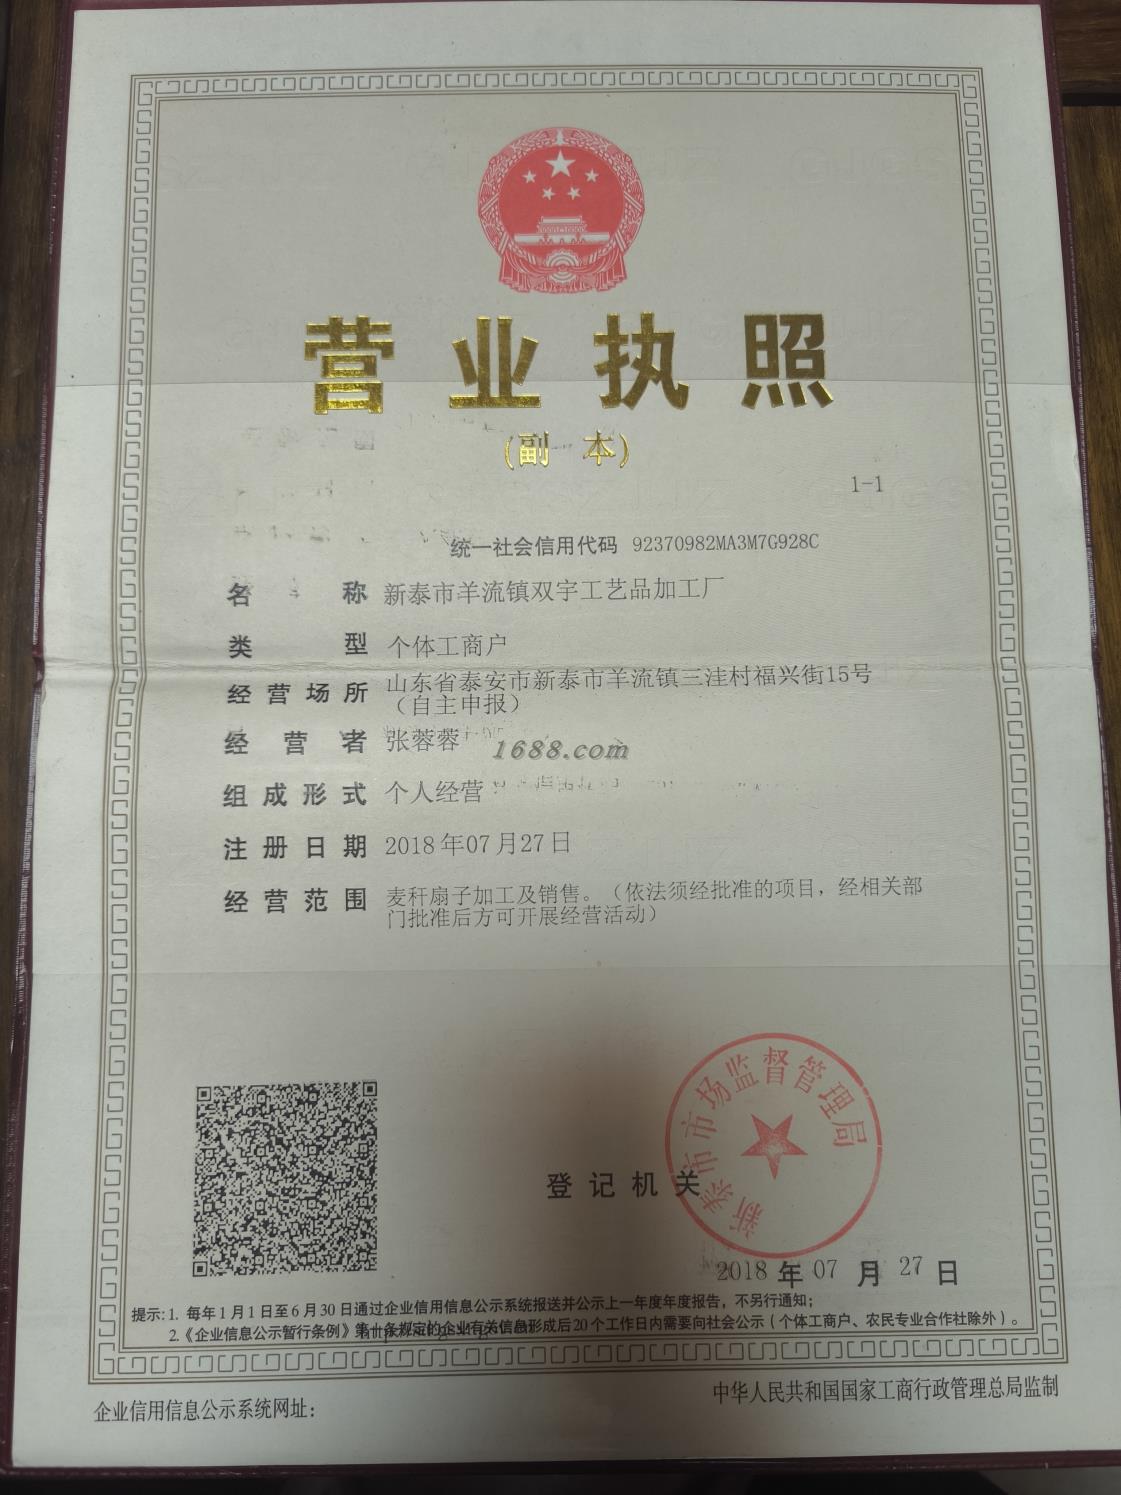 营业执照
(副 本)
1-1
统一社会信用代码 92370982MA3M7G928C
名 称 新泰市羊流镇双宇工艺品加工厂
类 型 个体工商户
经营场所 山东省泰安市新泰市羊流镇三洼村福兴街15号
（自主申报）
经 营 者 张蓉蓉
1688.com
组成形式 个人经营
注册日期 2018年07月27日
经营范围 麦秆扇子加工及销售。（依法须经批准的项目，经相关部
门批准后方可开展经营活动）
新泰市市场监督管理局
登记机关
2018 年 07 月 27 日
提示：1. 每年1月1日至6月30日通过企业信用信息公示系统报送并公示上一年度年度报告，不另行通知；
2.《企业信息公示暂行条例》第十条规定的企业有关信息形成后20个工作日内需要向社会公示（个体工商户、农民专业合作社除外）。
企业信用信息公示系统网址：
中华人民共和国国家工商行政管理总局监制